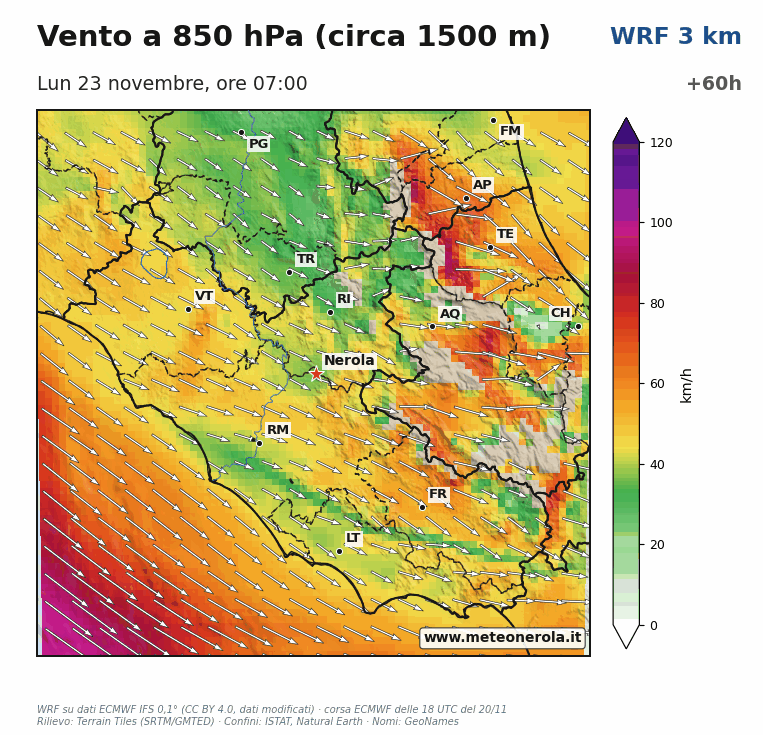 Vento a 850 hPa (circa 1500 m)
WRF 3 km
Lun 23 novembre, ore 07:00
+60h
FM
PG
AP
TE
TR
RI
VT
AQ
CH
Nerola
RM
FR
LT
www.meteonerola.it
120
100
80
60
40
20
0
km/h
WRF su dati ECMWF IFS 0,1° (CC BY 4.0, dati modificati) · corsa ECMWF delle 18 UTC del 20/11
Rilievo: Terrain Tiles (SRTM/GMTED) · Confini: ISTAT, Natural Earth · Nomi: GeoNames